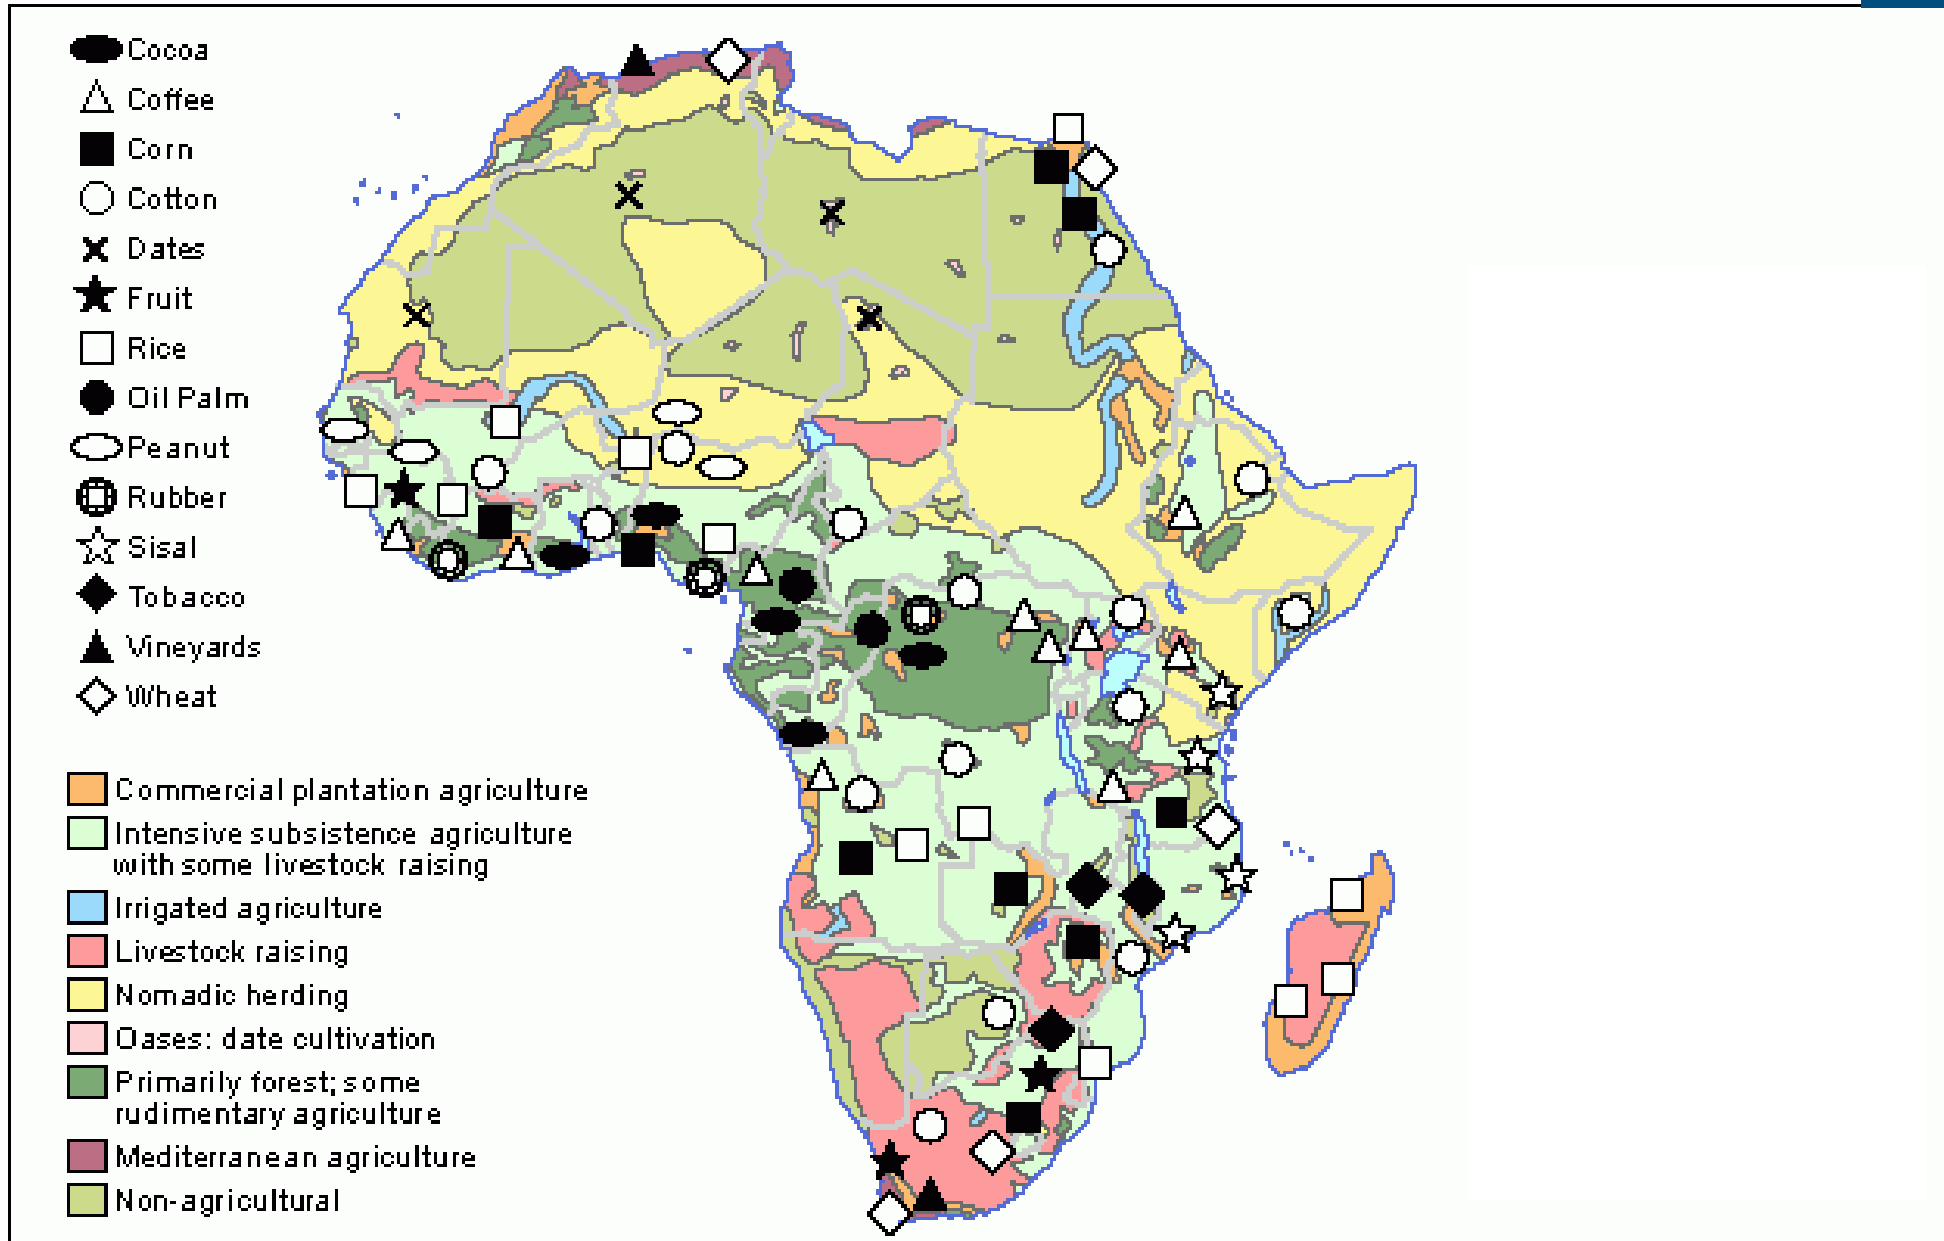 Cocoa
Coffee
Corn
Cotton
Dates
Fruit
Rice
Oil Palm
Peanut
Rubber
Sisal
Tobacco
Vineyards
Wheat
Commercial plantation agriculture
Intensive subsistence agriculture
with some livestock raising
Irrigated agriculture
Livestock raising
Nomadic herding
Oases: date cultivation
Primarily forest; some
rudimentary agriculture
Mediterranean agriculture
Non-agricultural